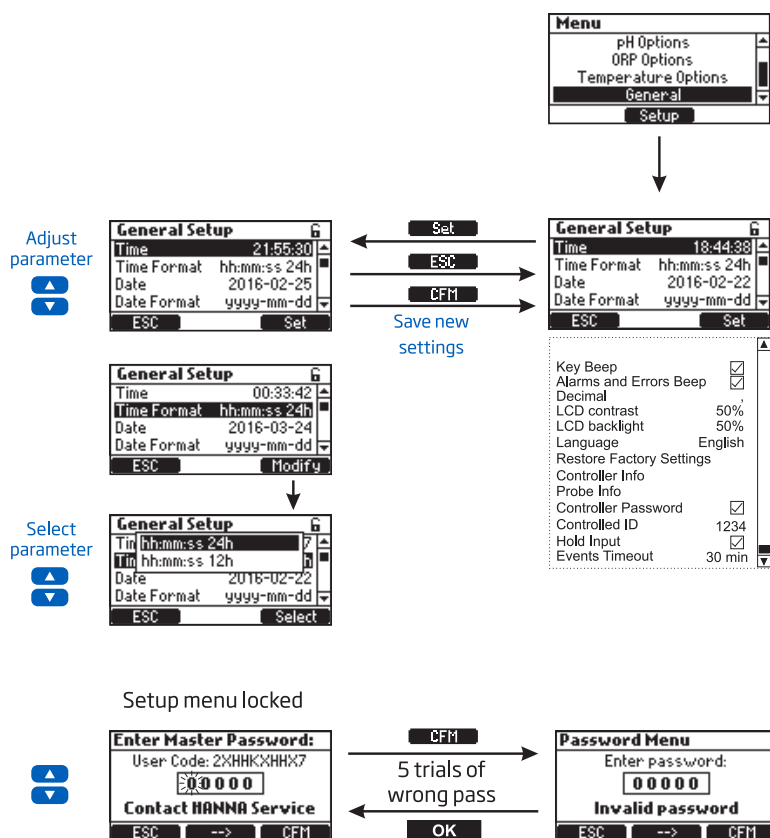 Menu
pH Options
ORP Options
Temperature Options
General
Setup
Adjust
parameter
General Setup
Time 21:55:30
Time Format hh:mm:ss 24h
Date 2016-02-25
Date Format yyyy-mm-dd
ESC Set
Set
ESC
CFM
Save new
settings
General Setup
Time 18:44:38
Time Format hh:mm:ss 24h
Date 2016-02-22
Date Format yyyy-mm-dd
ESC Set
Key Beep
Alarms and Errors Beep
Decimal ,
LCD contrast 50%
LCD backlight 50%
Language English
Restore Factory Settings
Controller Info
Probe Info
Controller Password
Controlled ID 1234
Hold Input
Events Timeout 30 min
General Setup
Time 00:33:42
Time Format hh:mm:ss 24h
Date 2016-03-24
Date Format yyyy-mm-dd
ESC Modify
Select
parameter
General Setup
Tin hh:mm:ss 24h 7
Tin hh:mm:ss 12h h
Date 2016-02-22
Date Format yyyy-mm-dd
ESC Select
Setup menu locked
Enter Master Password:
User Code: 2XHHKXHHX7
00000
Contact HANNA Service
ESC --> CFM
CFM
5 trials of
wrong pass
OK
Password Menu
Enter password:
00000
Invalid password
ESC --> CFM